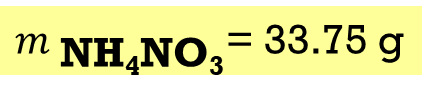 m NH₄NO₃ = 33.75 g